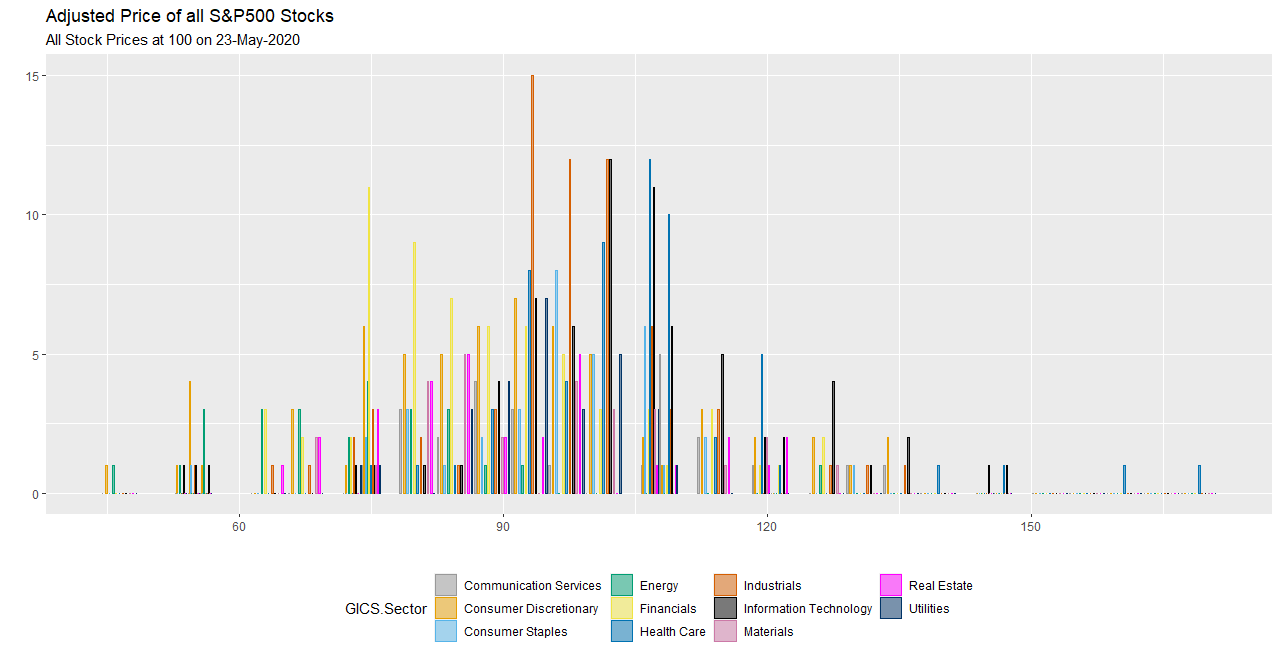 Adjusted Price of all S&P500 Stocks
All Stock Prices at 100 on 23-May-2020
15
10
5
0
60 90 120 150
GICS.Sector
Communication Services Energy Industrials Real Estate
Consumer Discretionary Financials Information Technology Utilities
Consumer Staples Health Care Materials